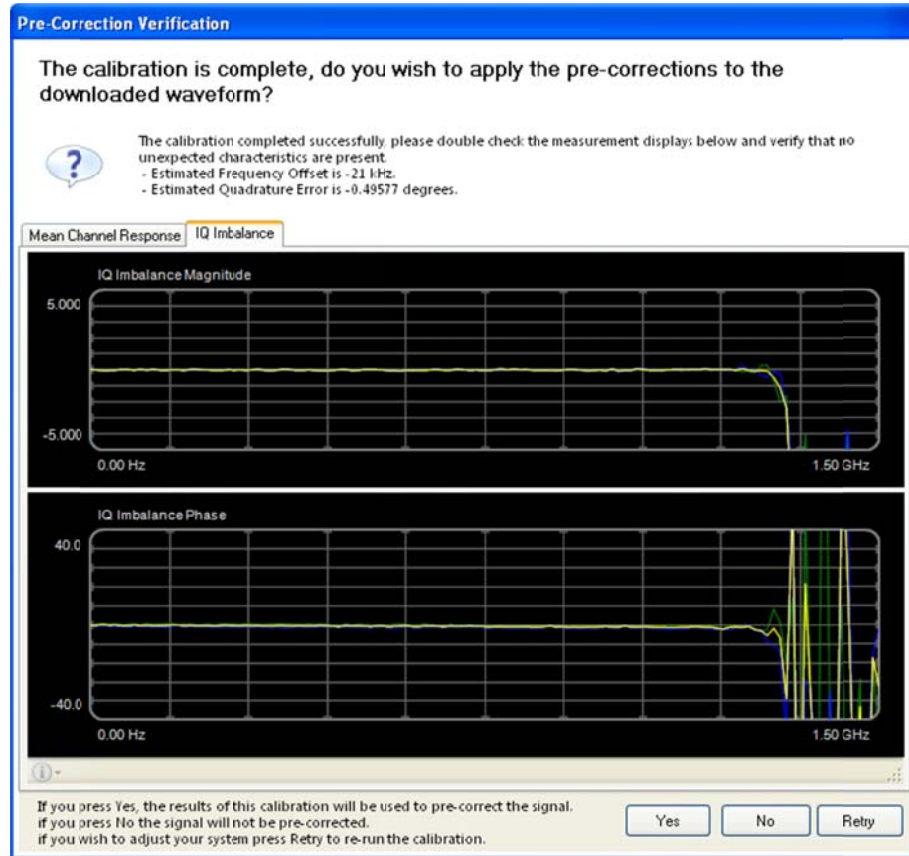 Pre-Correction Verification
The calibration is complete, do you wish to apply the pre-corrections to the
downloaded waveform?
The calibration completed successfully, please double check the measurement displays below and verify that no
unexpected characteristics are present.
- Estimated Frequency Offset is -21 kHz.
- Estimated Quadrature Error is -0.49577 degrees.
Mean Channel Response
IQ Imbalance
IQ Imbalance Magnitude
5.000
-5.000
0.00 Hz
1.50 GHz
IQ Imbalance Phase
40.0
-40.0
0.00 Hz
1.50 GHz
If you press Yes, the results of this calibration will be used to pre-correct the signal.
if you press No the signal will not be pre-corrected.
if you wish to adjust your system press Retry to re-run the calibration.
Yes
No
Retry